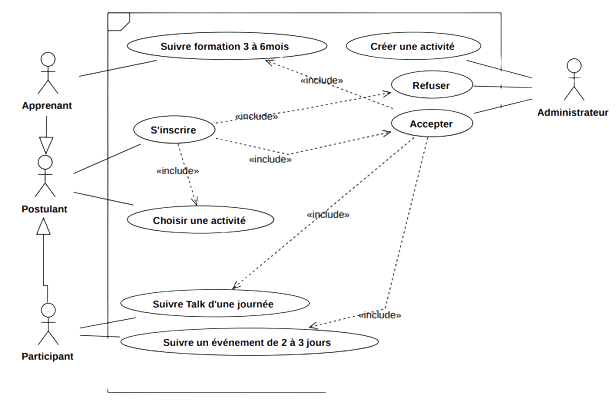 Suivre formation 3 à 6mois
Créer une activité
«include»
Refuser
Apprenant
Administrateur
«include»
S'inscrire
Accepter
«include»
«include»
Postulant
Choisir une activité
«include»
Suivre Talk d'une journée
«include»
Suivre un événement de 2 à 3 jours
Participant